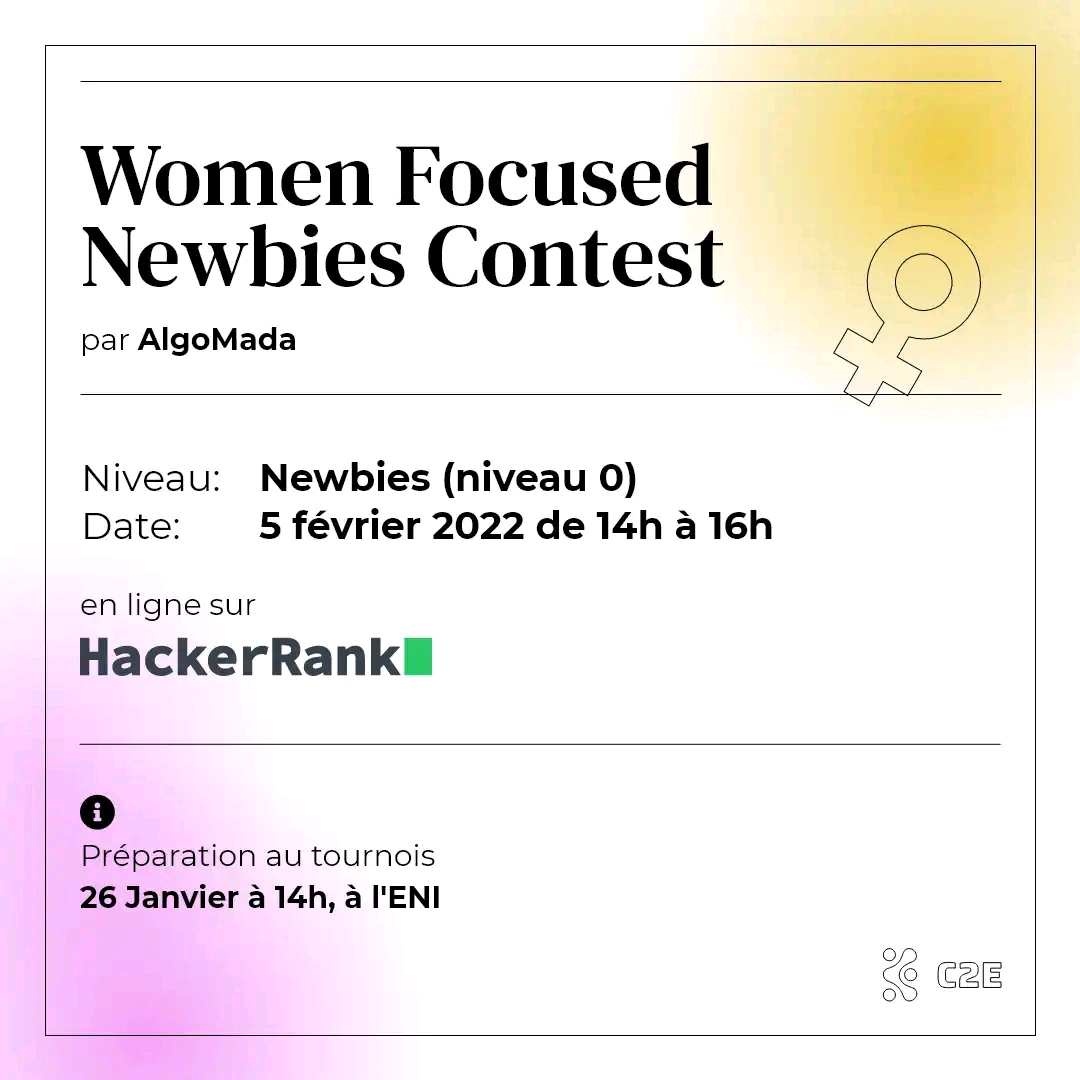 Women Focused
Newbies Contest
par AlgoMada
Niveau: Newbies (niveau 0)
Date: 5 février 2022 de 14h à 16h
en ligne sur
HackerRank
Préparation au tournois
26 Janvier à 14h, à l'ENI
C2E